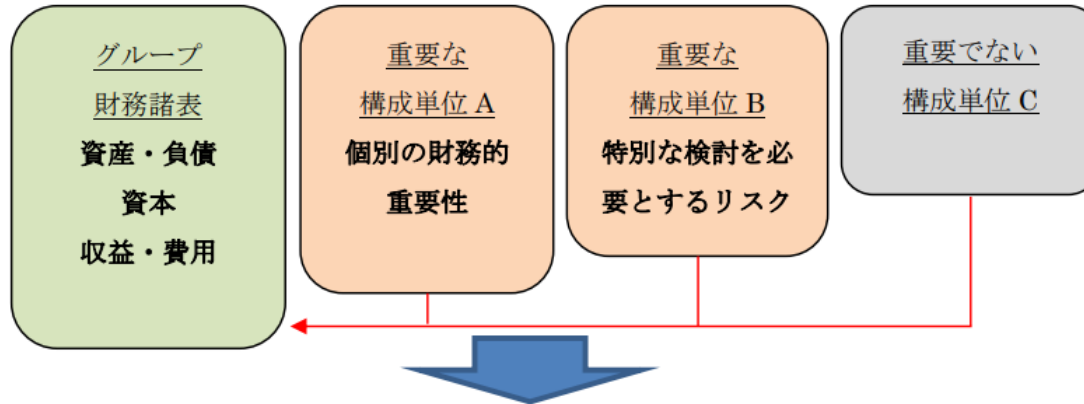 グループ
財務諸表
資産・負債
資本
収益・費用
重要な
構成単位 A
個別の財務的
重要性
重要な
構成単位 B
特別な検討を必
要とするリスク
重要でない
構成単位 C